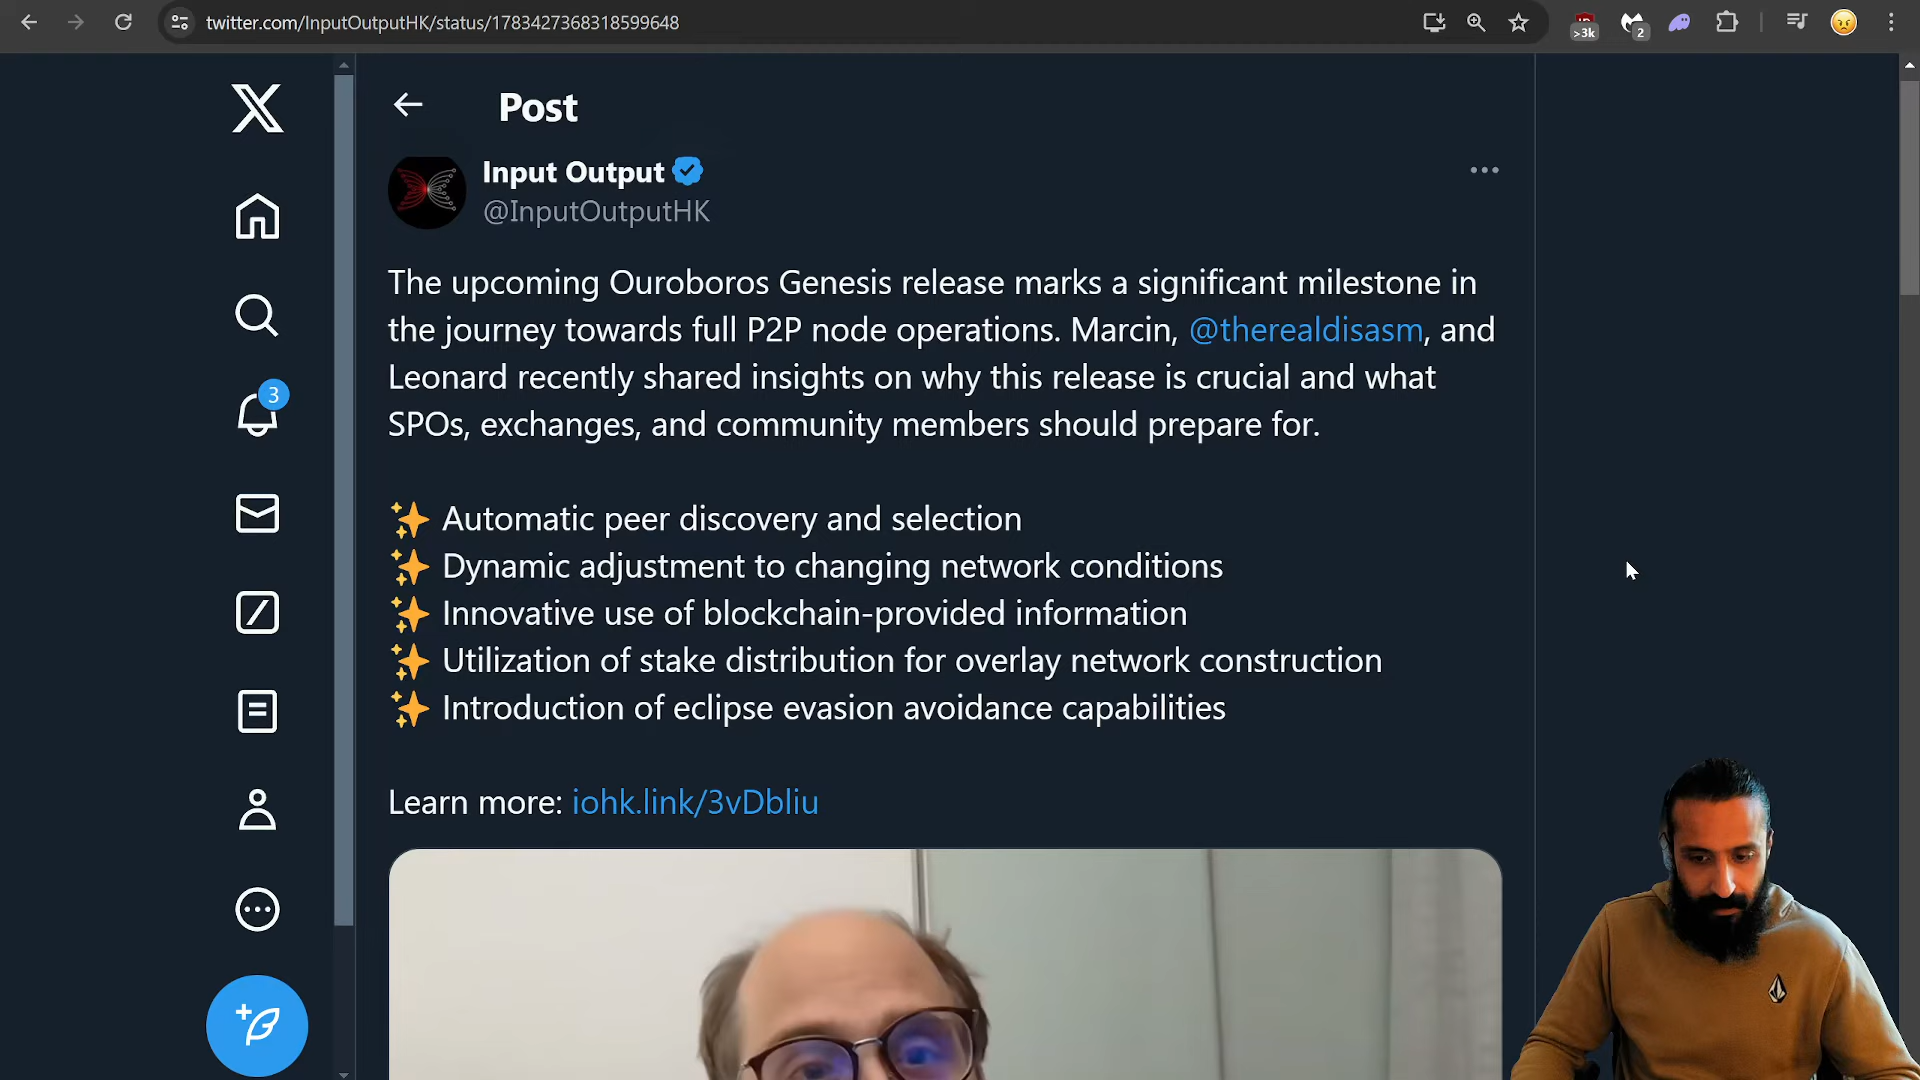 twitter.com/InputOutputHK/status/1783427368318599648
>3k
2
Post
Input Output
@InputOutputHK
The upcoming Ouroboros Genesis release marks a significant milestone in
the journey towards full P2P node operations. Marcin, @therealdisasm, and
Leonard recently shared insights on why this release is crucial and what
SPOs, exchanges, and community members should prepare for.
✨ Automatic peer discovery and selection
✨ Dynamic adjustment to changing network conditions
✨ Innovative use of blockchain-provided information
✨ Utilization of stake distribution for overlay network construction
✨ Introduction of eclipse evasion avoidance capabilities
Learn more: iohk.link/3vDbliu
3